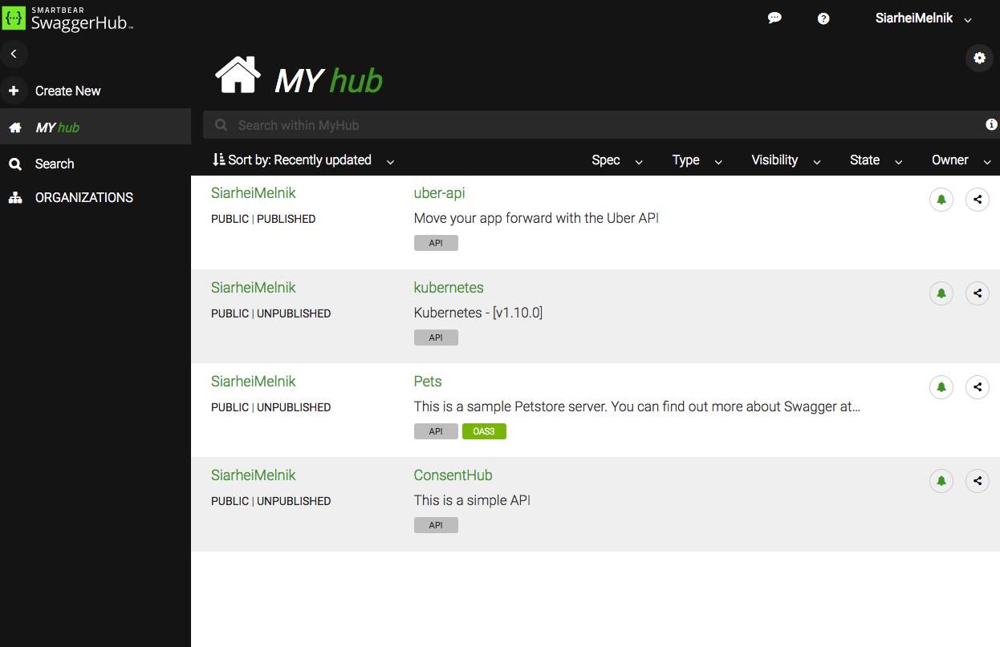 SMARTBEAR
SwaggerHub™
SiarheiMelnik
Create New
MY hub
Search
ORGANIZATIONS
MY hub
Search within MyHub
Sort by: Recently updated
Spec
Type
Visibility
State
Owner
SiarheiMelnik
PUBLIC | PUBLISHED
uber-api
Move your app forward with the Uber API
API
SiarheiMelnik
PUBLIC | UNPUBLISHED
kubernetes
Kubernetes - [v1.10.0]
API
SiarheiMelnik
PUBLIC | UNPUBLISHED
Pets
This is a sample Petstore server. You can find out more about Swagger at...
API OAS3
SiarheiMelnik
PUBLIC | UNPUBLISHED
ConsentHub
This is a simple API
API